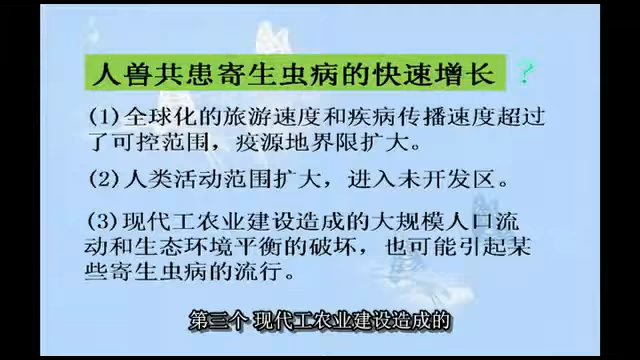 人兽共患寄生虫病的快速增长 ?
(1)全球化的旅游速度和疾病传播速度超过
了可控范围，疫源地界限扩大。
(2)人类活动范围扩大，进入未开发区。
(3)现代工农业建设造成的大规模人口流
动和生态环境平衡的破坏，也可能引起某
些寄生虫病的流行。
第三个 现代工农业建设造成的